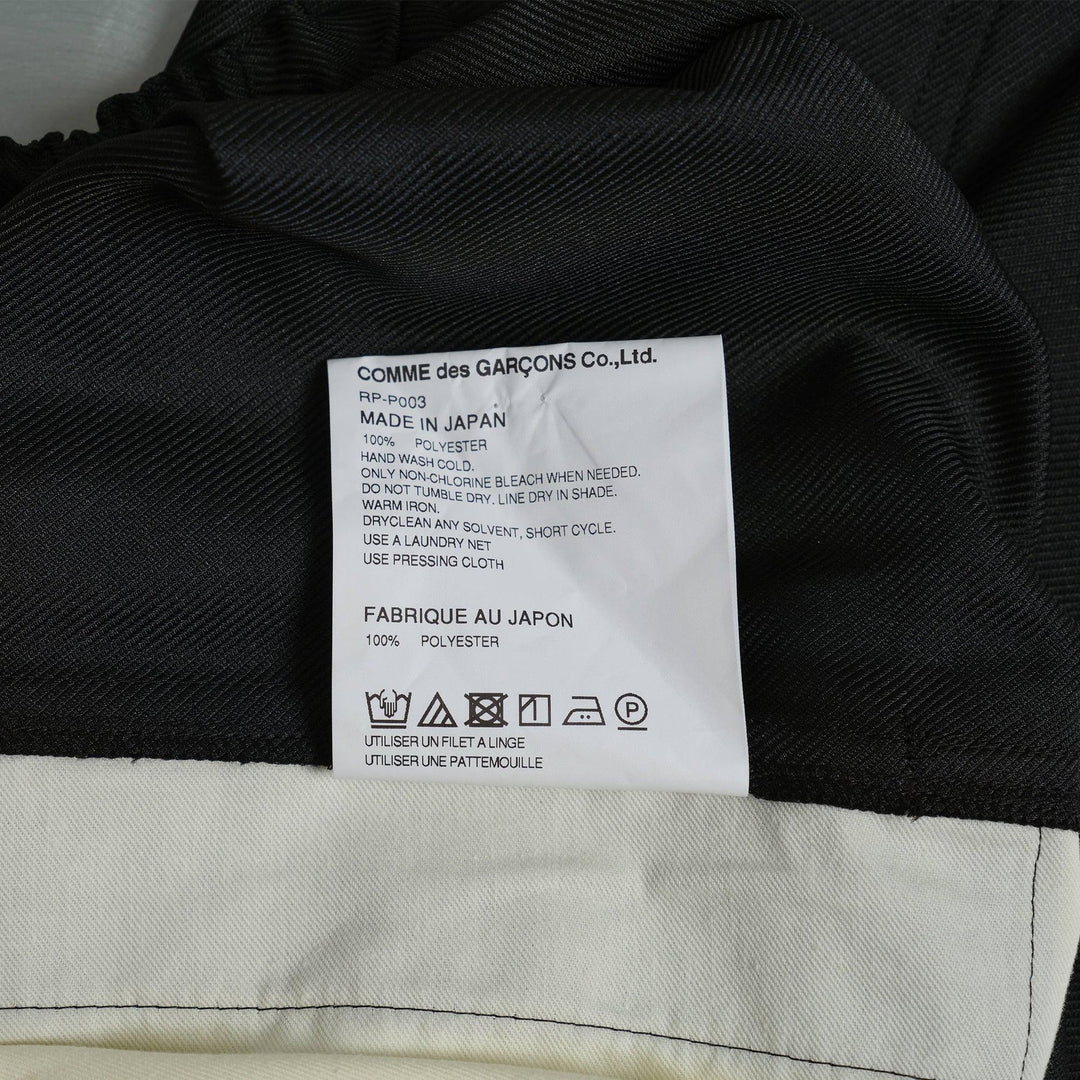 COMME des GARÇONS Co.,Ltd.
RP-P003
MADE IN JAPAN
100% POLYESTER
HAND WASH COLD.
ONLY NON-CHLORINE BLEACH WHEN NEEDED.
DO NOT TUMBLE DRY. LINE DRY IN SHADE.
WARM IRON.
DRYCLEAN ANY SOLVENT, SHORT CYCLE.
USE A LAUNDRY NET
USE PRESSING CLOTH
FABRIQUE AU JAPON
100% POLYESTER
P
UTILISER UN FILET A LINGE
UTILISER UNE PATTEMOUILLE